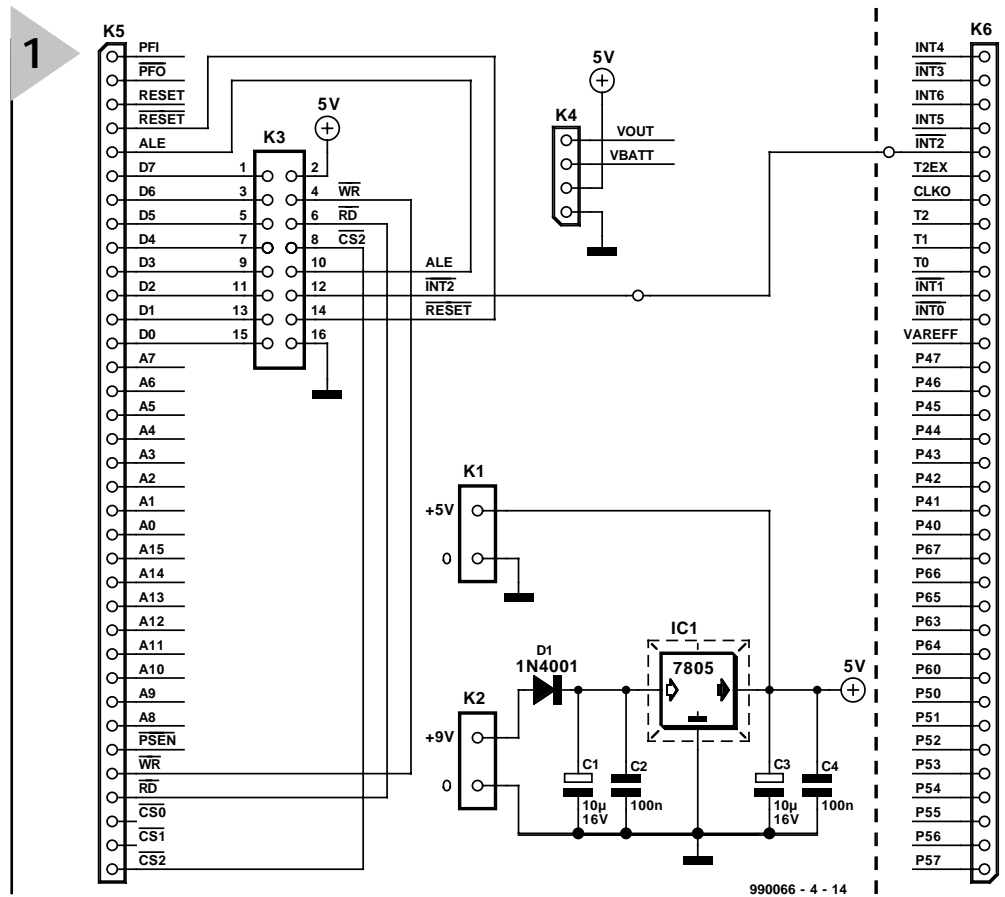 1
K5
PFI
PFO
RESET
RESET
ALE
D7
D6
D5
D4
D3
D2
D1
D0
A7
A6
A5
A4
A3
A2
A1
A0
A15
A14
A13
A12
A11
A10
A9
A8
PSEN
WR
RD
CS0
CS1
CS2
5V
K3
1 2
3 4 WR
5 6 RD
7 8 CS2
9 10 ALE
11 12 INT2
13 14 RESET
15 16
5V
K4
VOUT
VBATT
K1
+5V
0
K2
+9V
0
D1
1N4001
IC1
7805
5V
C1
10µ
16V
C2
100n
C3
10µ
16V
C4
100n
990066 - 4 - 14
K6
INT4
INT3
INT6
INT5
INT2
T2EX
CLKO
T2
T1
T0
INT1
INT0
VAREFF
P47
P46
P45
P44
P43
P42
P41
P40
P67
P66
P65
P63
P64
P60
P50
P51
P52
P53
P54
P55
P56
P57